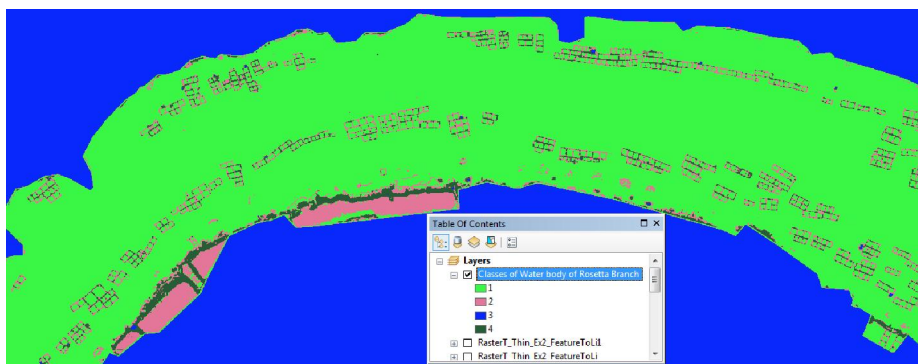 Table Of Contents
Layers
Classes of Water body of Rosetta Branch
1
2
3
4
RasterT_Thin_Ex2_FeatureToLi1
RasterT_Thin_Ex2_FeatureToLi